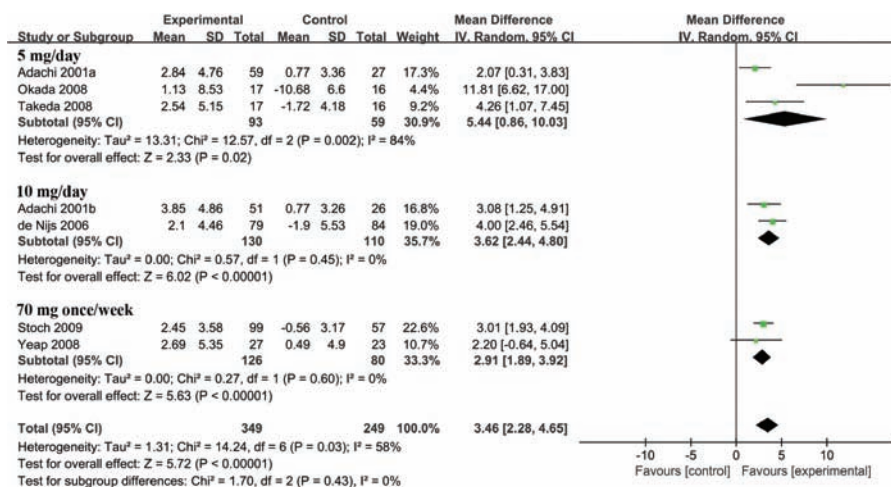 Experimental Control Mean Difference Mean Difference
Study or Subgroup Mean SD Total Mean SD Total Weight IV. Random. 95% CI IV. Random. 95% CI
5 mg/day
Adachi 2001a 2.84 4.76 59 0.77 3.36 27 17.3% 2.07 [0.31, 3.83]
Okada 2008 1.13 8.53 17 -10.68 6.6 16 4.4% 11.81 [6.62, 17.00]
Takeda 2008 2.54 5.15 17 -1.72 4.18 16 9.2% 4.26 [1.07, 7.45]
Subtotal (95% CI) 93 59 30.9% 5.44 [0.86, 10.03]
Heterogeneity: Tau² = 13.31; Chi² = 12.57, df = 2 (P = 0.002); I² = 84%
Test for overall effect: Z = 2.33 (P = 0.02)
10 mg/day
Adachi 2001b 3.85 4.86 51 0.77 3.26 26 16.8% 3.08 [1.25, 4.91]
de Nijs 2006 2.1 4.46 79 -1.9 5.53 84 19.0% 4.00 [2.46, 5.54]
Subtotal (95% CI) 130 110 35.7% 3.62 [2.44, 4.80]
Heterogeneity: Tau² = 0.00; Chi² = 0.57, df = 1 (P = 0.45); I² = 0%
Test for overall effect: Z = 6.02 (P < 0.00001)
70 mg once/week
Stoch 2009 2.45 3.58 99 -0.56 3.17 57 22.6% 3.01 [1.93, 4.09]
Yeap 2008 2.69 5.35 27 0.49 4.9 23 10.7% 2.20 [-0.64, 5.04]
Subtotal (95% CI) 126 80 33.3% 2.91 [1.89, 3.92]
Heterogeneity: Tau² = 0.00; Chi² = 0.27, df = 1 (P = 0.60); I² = 0%
Test for overall effect: Z = 5.63 (P < 0.00001)
Total (95% CI) 349 249 100.0% 3.46 [2.28, 4.65]
Heterogeneity: Tau² = 1.31; Chi² = 14.24, df = 6 (P = 0.03); I² = 58%
Test for overall effect: Z = 5.72 (P < 0.00001)
Test for subgroup differences: Chi² = 1.70, df = 2 (P = 0.43), I² = 0%
-10 -5 0 5 10
Favours [control] Favours [experimental]